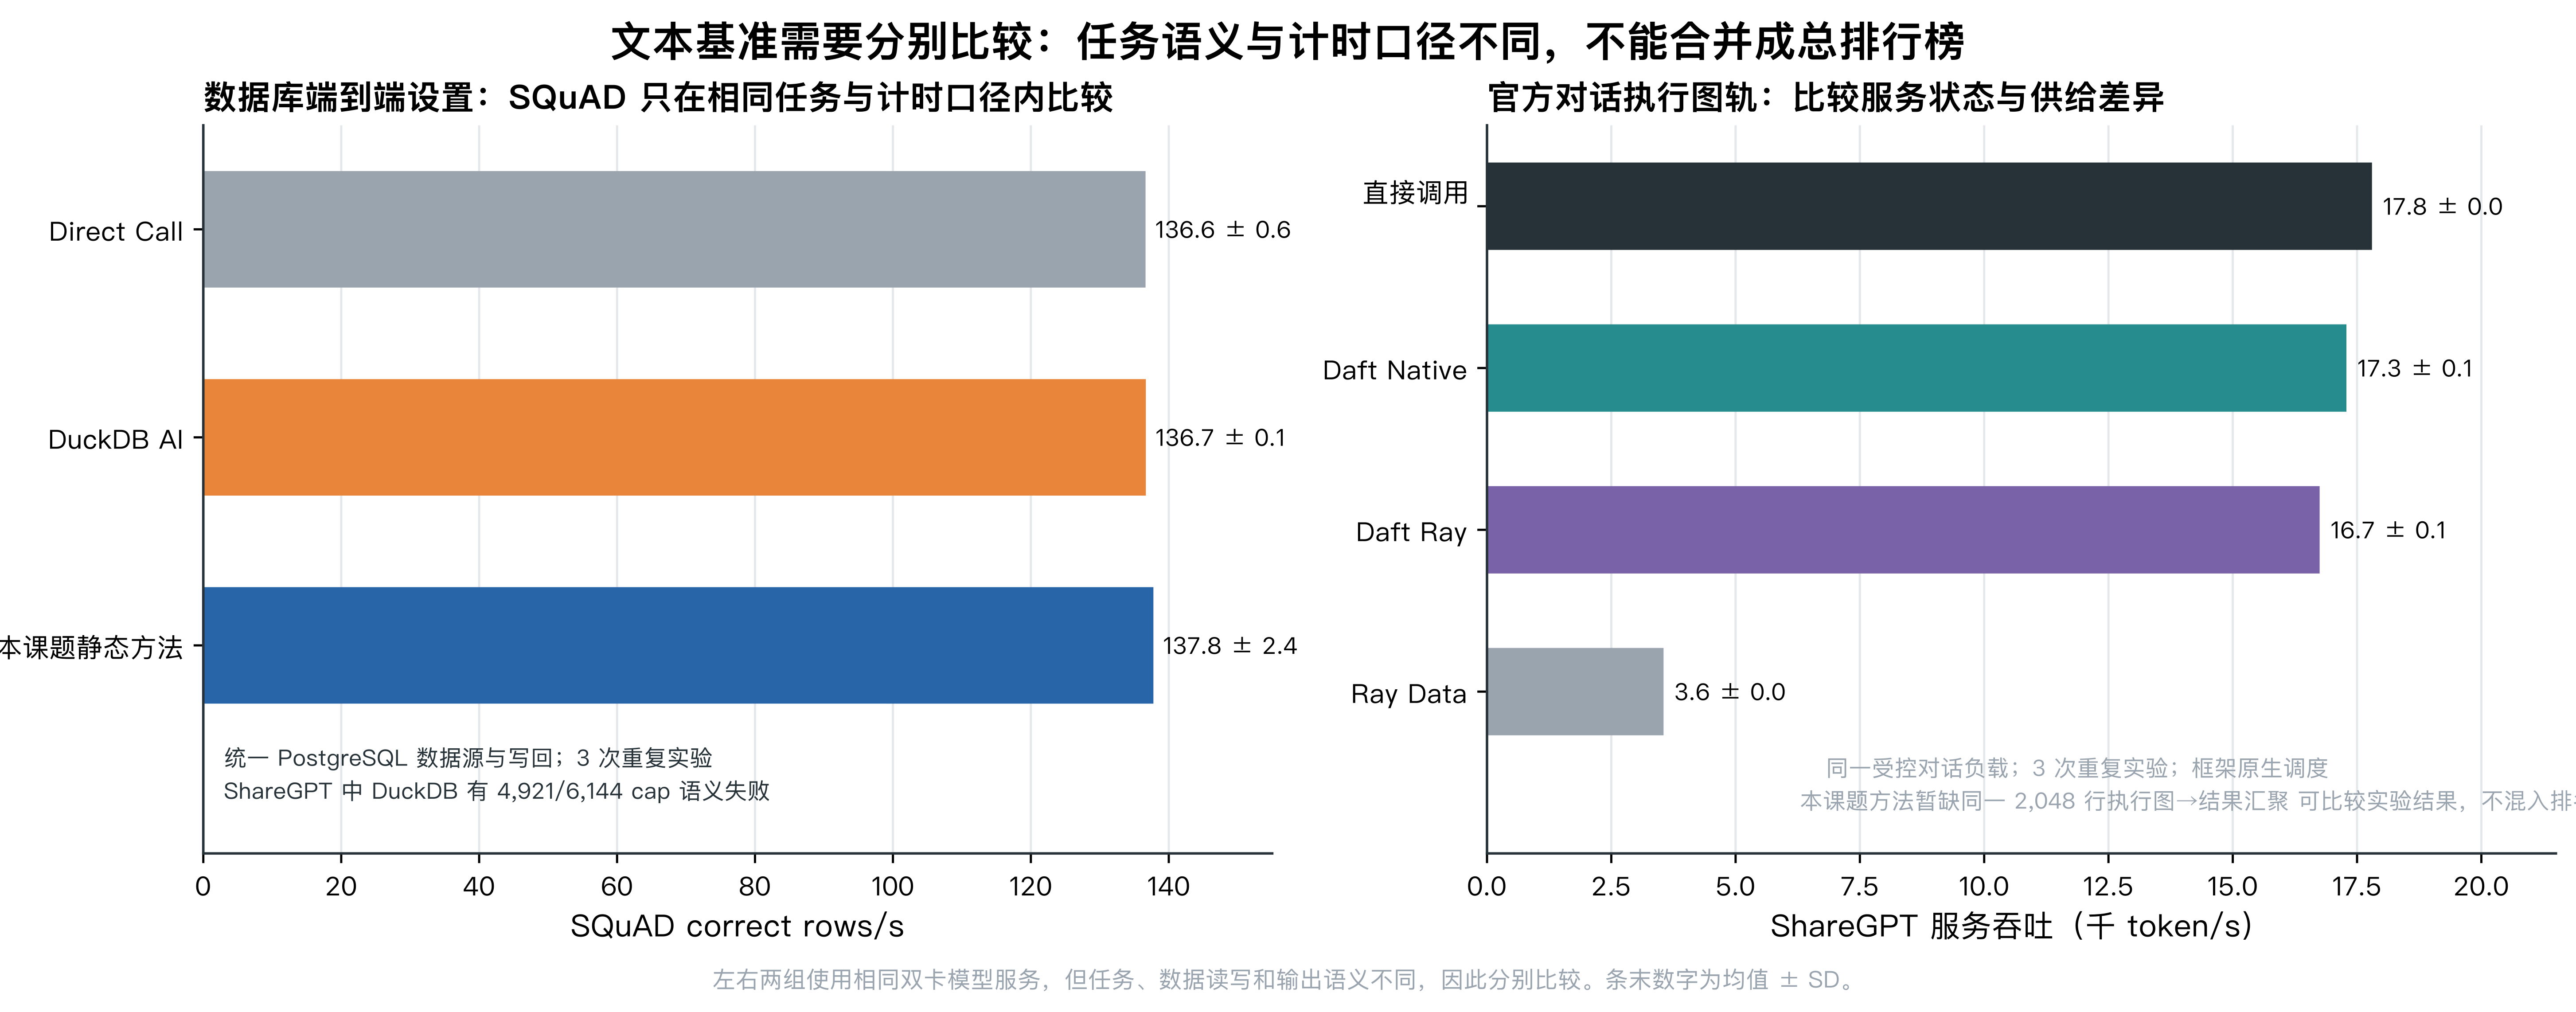 文本基准需要分别比较：任务语义与计时口径不同，不能合并成总排行榜
数据库端到端设置：SQuAD 只在相同任务与计时口径内比较
Direct Call
136.6 ± 0.6
DuckDB AI
136.7 ± 0.1
本课题静态方法
137.8 ± 2.4
统一 PostgreSQL 数据源与写回；3 次重复实验
ShareGPT 中 DuckDB 有 4,921/6,144 cap 语义失败
0 20 40 60 80 100 120 140
SQuAD correct rows/s
官方对话执行图轨：比较服务状态与供给差异
直接调用
17.8 ± 0.0
Daft Native
17.3 ± 0.1
Daft Ray
16.7 ± 0.1
Ray Data
3.6 ± 0.0
同一受控对话负载；3 次重复实验；框架原生调度
本课题方法暂缺同一 2,048 行执行图→结果汇聚 可比较实验结果，不混入排
0.0 2.5 5.0 7.5 10.0 12.5 15.0 17.5 20.0
ShareGPT 服务吞吐（千 token/s）
左右两组使用相同双卡模型服务，但任务、数据读写和输出语义不同，因此分别比较。条末数字为均值 ± SD。